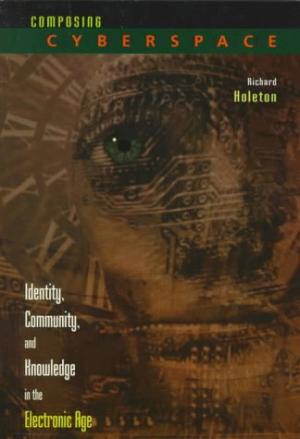 COMPOSING
CYBERSPACE
Richard
Holeton
Identity,
Community,
and
Knowledge
in the
Electronic Age